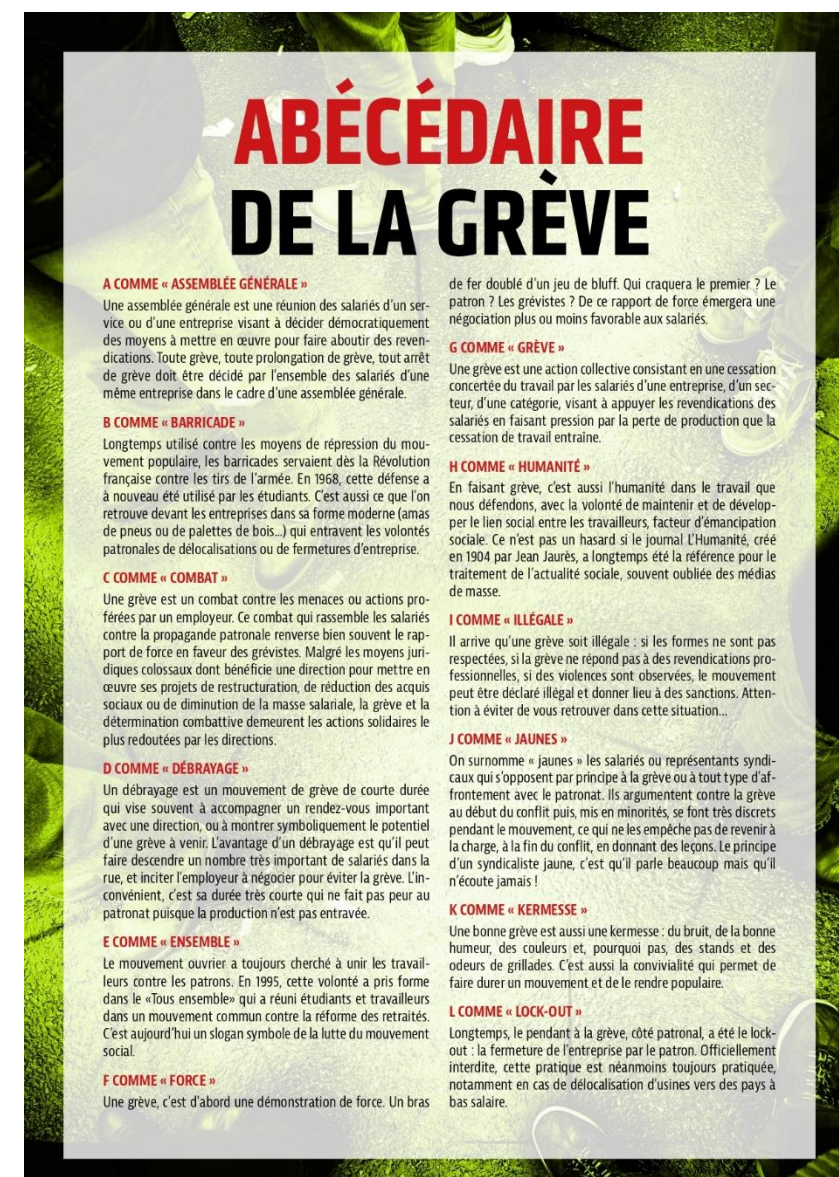 ABÉCÉDAIRE
DE LA GRÈVE
A COMME « ASSEMBLÉE GÉNÉRALE »
Une assemblée générale est une réunion des salariés d'un ser-
vice ou d'une entreprise visant à décider démocratiquement
des moyens à mettre en œuvre pour faire aboutir des reven-
dications. Toute grève, toute prolongation de grève, tout arrêt
de grève doit être décidé par l'ensemble des salariés d'une
même entreprise dans le cadre d'une assemblée générale.
B COMME « BARRICADE »
Longtemps utilisé contre les moyens de répression du mou-
vement populaire, les barricades servaient dès la Révolution
française contre les tirs de l'armée. En 1968, cette défense a
à nouveau été utilisé par les étudiants. C'est aussi ce que l'on
retrouve devant les entreprises dans sa forme moderne (amas
de pneus ou de palettes de bois...) qui entravent les volontés
patronales de délocalisations ou de fermetures d'entreprise.
C COMME « COMBAT »
Une grève est un combat contre les menaces ou actions pro-
férées par un employeur. Ce combat qui rassemble les salariés
contre la propagande patronale renverse bien souvent le rap-
port de force en faveur des grévistes. Malgré les moyens juri-
diques colossaux dont bénéficie une direction pour mettre en
œuvre ses projets de restructuration, de réduction des acquis
sociaux ou de diminution de la masse salariale, la grève et la
détermination combattive demeurent les actions solidaires le
plus redoutées par les directions.
D COMME « DÉBRAYAGE »
Un débrayage est un mouvement de grève de courte durée
qui vise souvent à accompagner un rendez-vous important
avec une direction, ou à montrer symboliquement le potentiel
d'une grève à venir. L'avantage d'un débrayage est qu'il peut
faire descendre un nombre très important de salariés dans la
rue, et inciter l'employeur à négocier pour éviter la grève. L'in-
convénient, c'est sa durée très courte qui ne fait pas peur au
patronat puisque la production n'est pas entravée.
E COMME « ENSEMBLE »
Le mouvement ouvrier a toujours cherché à unir les travail-
leurs contre les patrons. En 1995, cette volonté a pris forme
dans le «Tous ensemble» qui a réuni étudiants et travailleurs
dans un mouvement commun contre la réforme des retraités.
C'est aujourd'hui un slogan symbole de la lutte du mouvement
social.
F COMME « FORCE »
Une grève, c'est d'abord une démonstration de force. Un bras
de fer doublé d'un jeu de bluff. Qui craquera le premier ? Le
patron ? Les grévistes ? De ce rapport de force émergera une
négociation plus ou moins favorable aux salariés.
G COMME « GRÈVE »
Une grève est une action collective consistant en une cessation
concertée du travail par les salariés d'une entreprise, d'un sec-
teur, d'une catégorie, visant à appuyer les revendications des
salariés en faisant pression par la perte de production que la
cessation de travail entraîne.
H COMME « HUMANITÉ »
En faisant grève, c'est aussi l'humanité dans le travail que
nous défendons, avec la volonté de maintenir et de dévelop-
per le lien social entre les travailleurs, facteur d'émancipation
sociale. Ce n'est pas un hasard si le journal L'Humanité, créé
en 1904 par Jean Jaurès, a longtemps été la référence pour le
traitement de l'actualité sociale, souvent oubliée des médias
de masse.
I COMME « ILLÉGALE »
Il arrive qu'une grève soit illégale : si les formes ne sont pas
respectées, si la grève ne répond pas à des revendications pro-
fessionnelles, si des violences sont observées, le mouvement
peut être déclaré illégal et donner lieu à des sanctions. Atten-
tion à éviter de vous retrouver dans cette situation...
J COMME « JAUNES »
On surnomme « jaunes » les salariés ou représentants syndi-
caux qui s'opposent par principe à la grève ou à tout type d'af-
frontement avec le patronat. Ils argumentent contre la grève
au début du conflit puis, mis en minorités, se font très discrets
pendant le mouvement, ce qui ne les empêche pas de revenir à
la charge, à la fin du conflit, en donnant des leçons. Le principe
d'un syndicaliste jaune, c'est qu'il parle beaucoup mais qu'il
n'écoute jamais !
K COMME « KERMESSE »
Une bonne grève est aussi une kermesse : du bruit, de la bonne
humeur, des couleurs et, pourquoi pas, des stands et des
odeurs de grillades. C'est aussi la convivialité qui permet de
faire durer un mouvement et de le rendre populaire.
L COMME « LOCK-OUT »
Longtemps, le pendant à la grève, côté patronal, a été le lock-
out : la fermeture de l'entreprise par le patron. Officiellement
interdite, cette pratique est néanmoins toujours pratiquée,
notamment en cas de délocalisation d'usines vers des pays à
bas salaire.